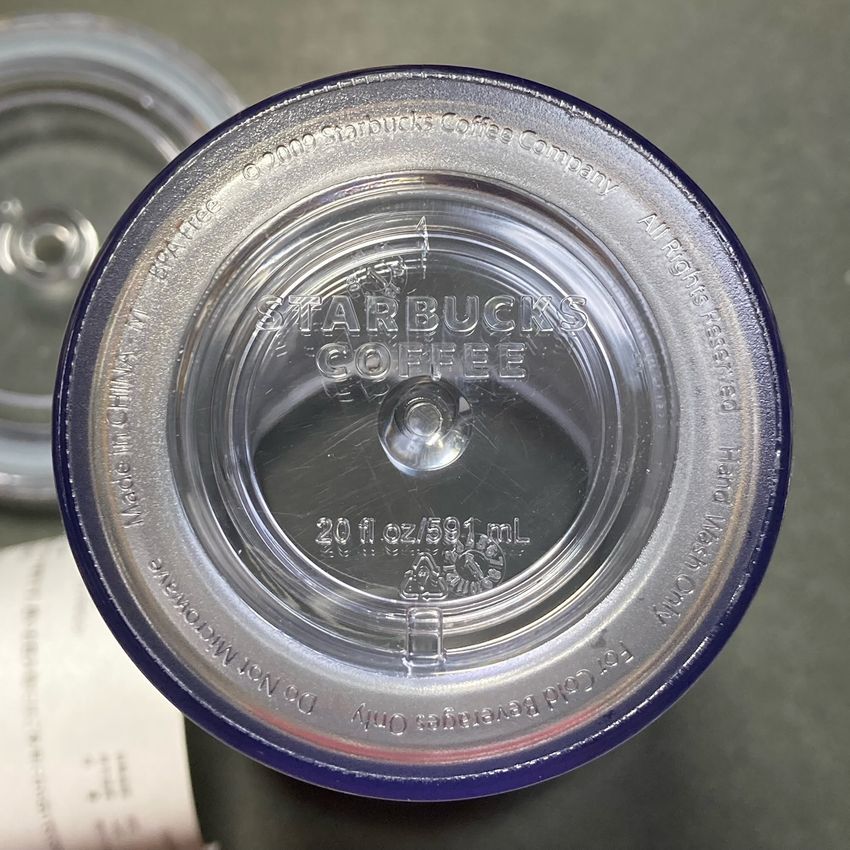 © 2009 Starbucks Coffee Company
All Rights Reserved
Hand Wash Only
For Cold Beverages Only
Do Not Microwave
Made in CHINA
BPA Free
STARBUCKS
COFFEE
20 fl oz/591 mL